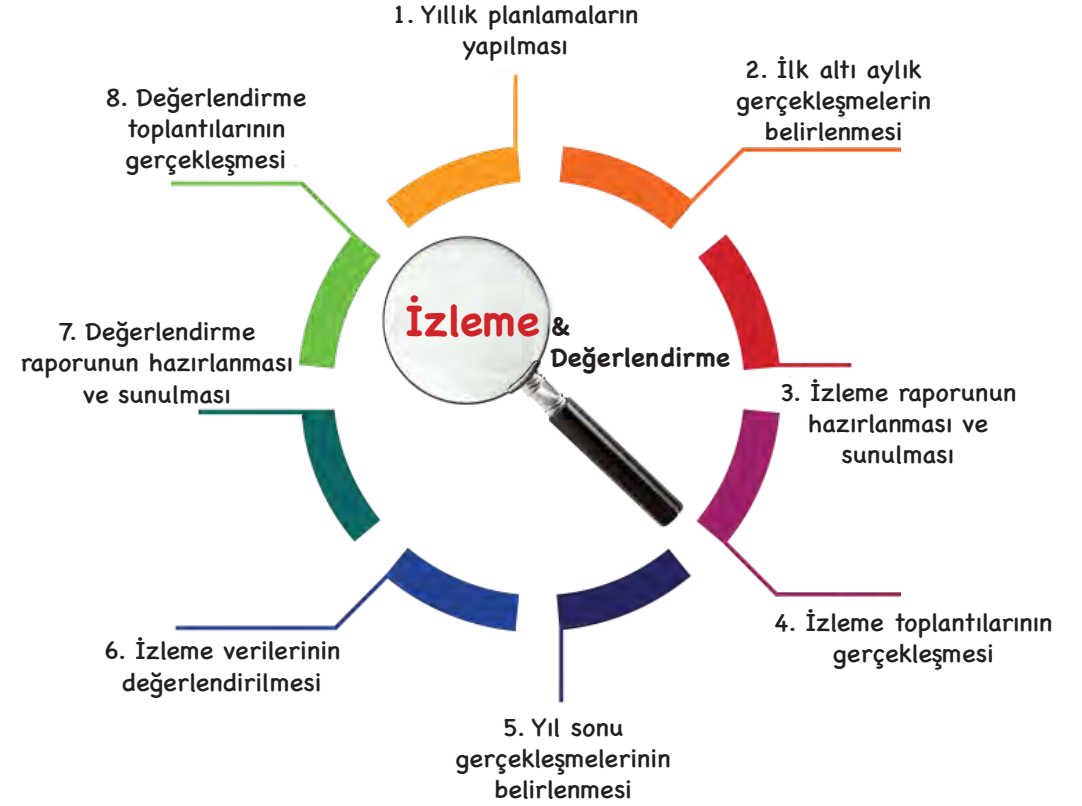 1. Yıllık planlamaların
yapılması
2. İlk altı aylık
gerçekleşmelerin
belirlenmesi
3. İzleme raporunun
hazırlanması ve
sunulması
4. İzleme toplantılarının
gerçekleşmesi
5. Yıl sonu
gerçekleşmelerinin
belirlenmesi
6. İzleme verilerinin
değerlendirilmesi
7. Değerlendirme
raporunun hazırlanması
ve sunulması
8. Değerlendirme
toplantılarının
gerçekleşmesi
İzleme &
Değerlendirme